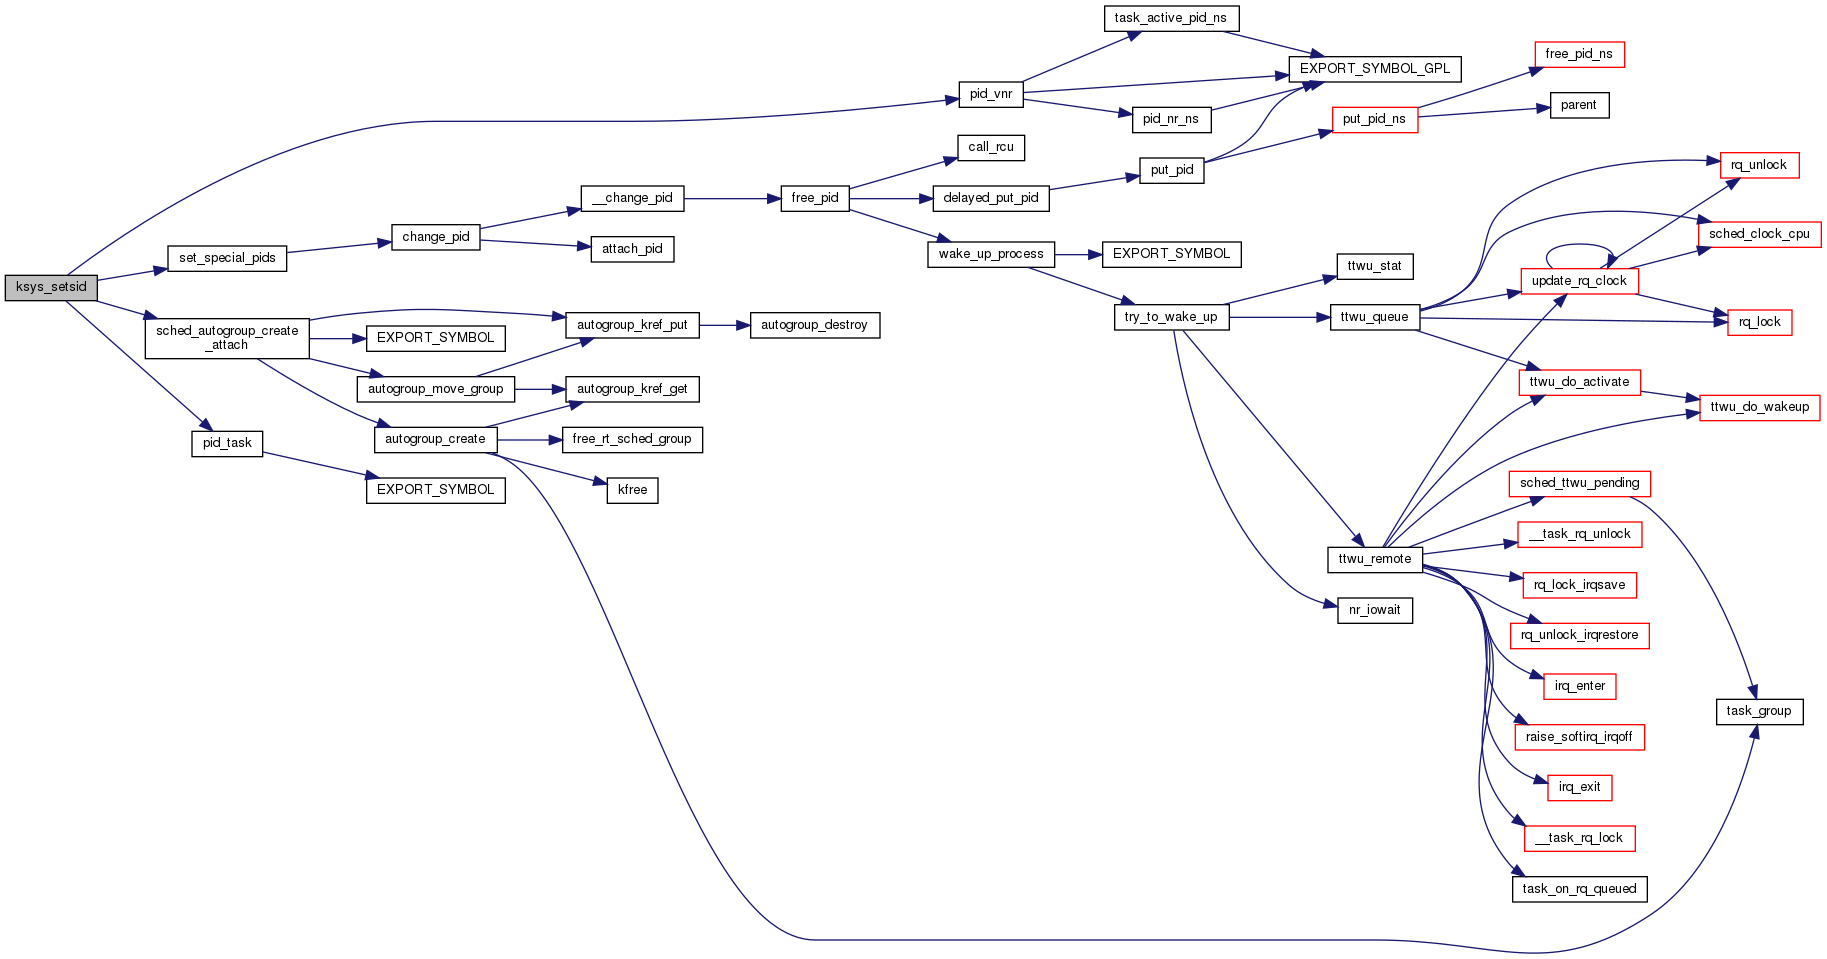 task_active_pid_ns
free_pid_ns
EXPORT_SYMBOL_GPL
pid_vnr
parent
pid_nr_ns
put_pid_ns
call_rcu
rq_unlock
put_pid
__change_pid
free_pid
delayed_put_pid
sched_clock_cpu
change_pid
attach_pid
wake_up_process
EXPORT_SYMBOL
set_special_pids
ttwu_stat
update_rq_clock
ksys_setsid
try_to_wake_up
ttwu_queue
rq_lock
sched_autogroup_create
_attach
autogroup_kref_put
autogroup_destroy
EXPORT_SYMBOL
autogroup_move_group
autogroup_kref_get
ttwu_do_activate
ttwu_do_wakeup
pid_task
autogroup_create
free_rt_sched_group
EXPORT_SYMBOL
kfree
sched_ttwu_pending
__task_rq_unlock
ttwu_remote
rq_lock_irqsave
nr_iowait
rq_unlock_irqrestore
irq_enter
task_group
raise_softirq_irqoff
irq_exit
__task_rq_lock
task_on_rq_queued